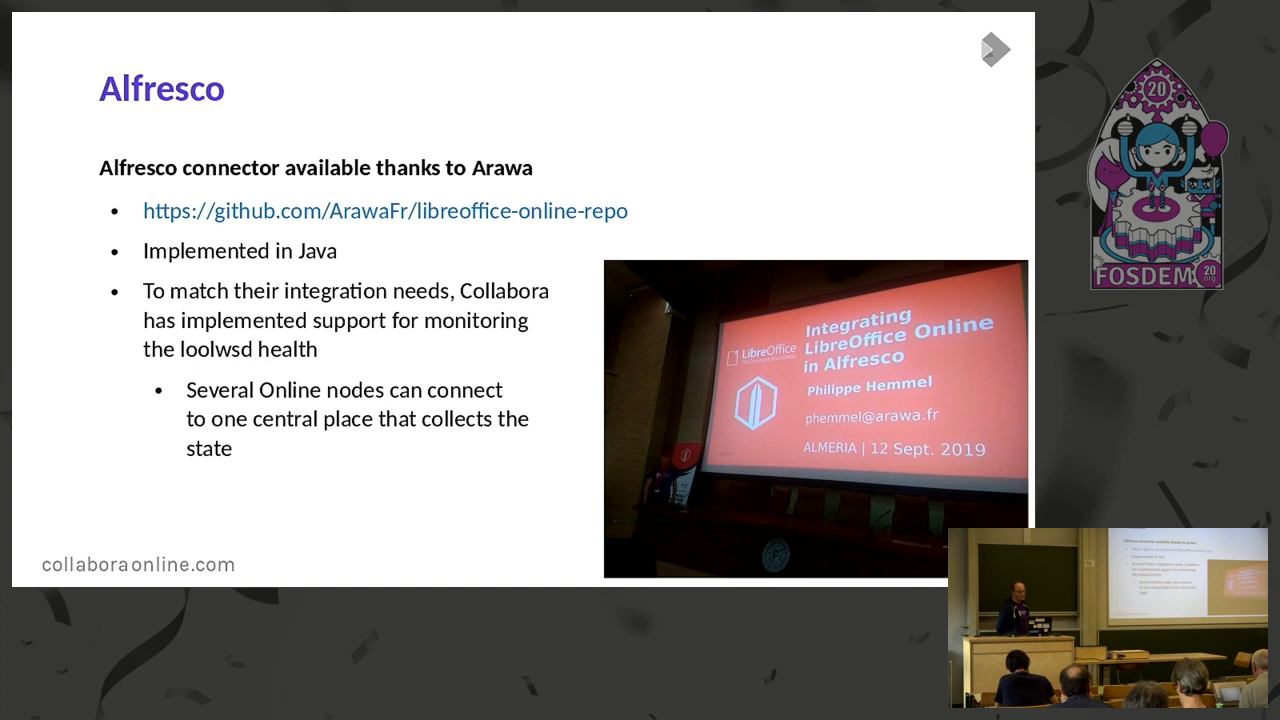 Alfresco
Alfresco connector available thanks to Arawa
• https://github.com/ArawaFr/libreoffice-online-repo
• Implemented in Java
• To match their integration needs, Collabora
has implemented support for monitoring
the loolwsd health
• Several Online nodes can connect
to one central place that collects the
state
collaboraonline.com
Integrating
LibreOffice Online
in Alfresco
LibreOffice
Philippe Hemmel
phemmel@arawa.fr
ALMERIA | 12 Sept. 2019
20
FOSDEM
20
org